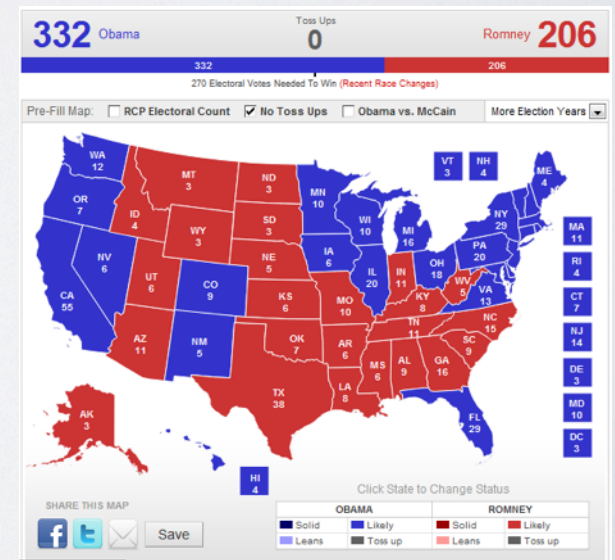 332 Obama
Toss Ups
0
Romney 206
332
206
270 Electoral Votes Needed To Win (Recent Race Changes)
Pre-Fill Map: RCP Electoral Count No Toss Ups Obama vs. McCain More Election Years
WA
12
OR
7
CA
55
NV
6
ID
4
MT
3
WY
3
UT
6
AZ
11
CO
9
NM
5
ND
3
SD
3
NE
5
KS
6
OK
7
TX
38
MN
10
IA
6
MO
10
AR
6
LA
8
WI
10
IL
20
MI
16
IN
11
OH
18
KY
8
TN
11
MS
6
AL
9
GA
16
FL
29
SC
9
NC
15
VA
13
WV
5
PA
20
NY
29
ME
4
VT
3
NH
4
MA
11
RI
4
CT
7
NJ
14
DE
3
MD
10
DC
3
AK
3
HI
4
Click State to Change Status
SHARE THIS MAP
f t Save
OBAMA ROMNEY
Solid Likely Solid Likely
Leans Toss up Leans Toss up